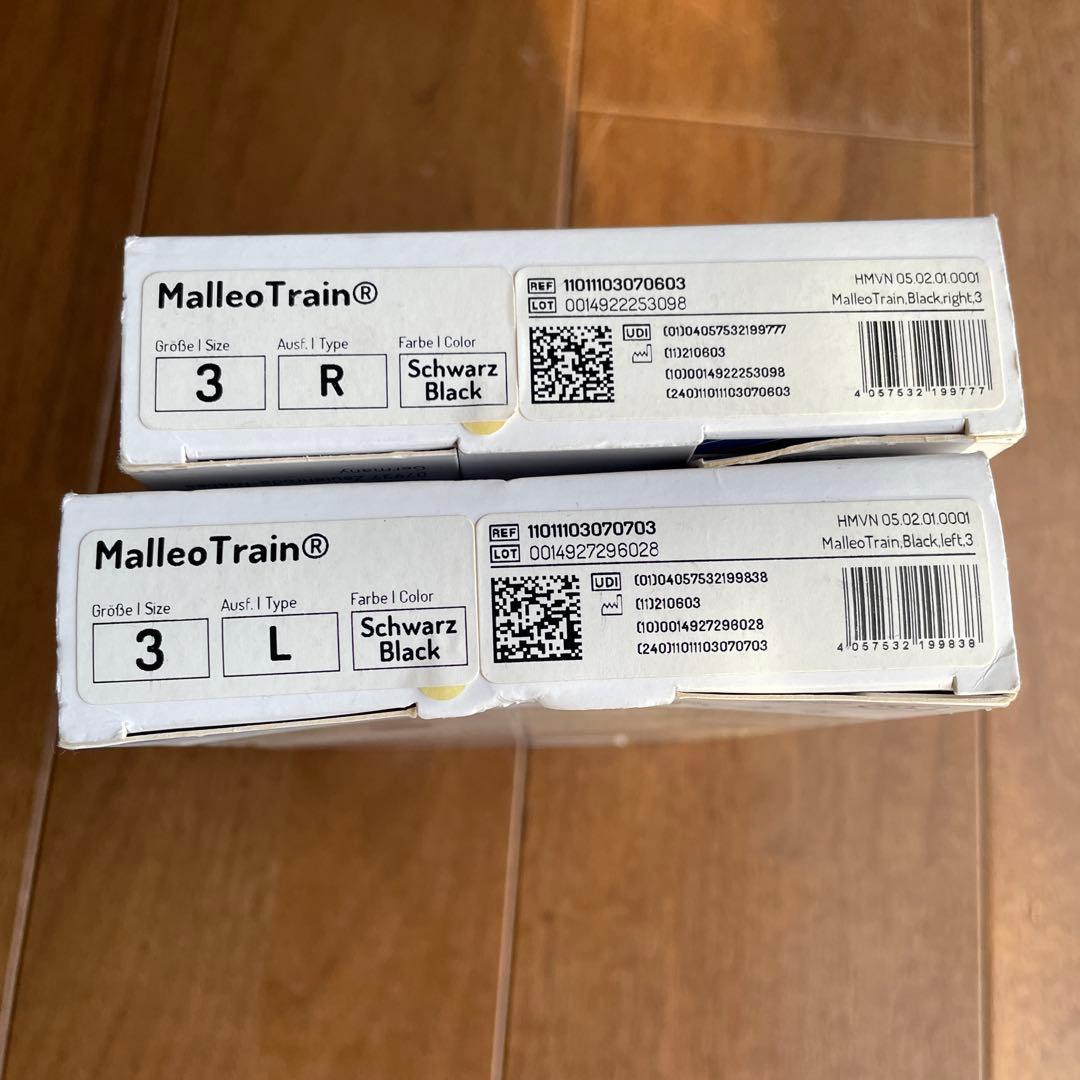 MalleoTrain®
Größe | Size
Ausf. | Type
Farbe | Color
3
R
Schwarz
Black
REF 11011103070603
LOT 0014922253098
UDI (01)04057532199777
(11)210603
(10)0014922253098
(240)11011103070603
HMVN 05.02.01.0001
MalleoTrain,Black,right,3
4 057532 199777
Germany
MalleoTrain®
Größe | Size
Ausf. | Type
Farbe | Color
3
L
Schwarz
Black
REF 11011103070703
LOT 0014927296028
UDI (01)04057532199838
(11)210603
(10)0014927296028
(240)11011103070703
HMVN 05.02.01.0001
MalleoTrain,Black,left,3
4 057532 199838